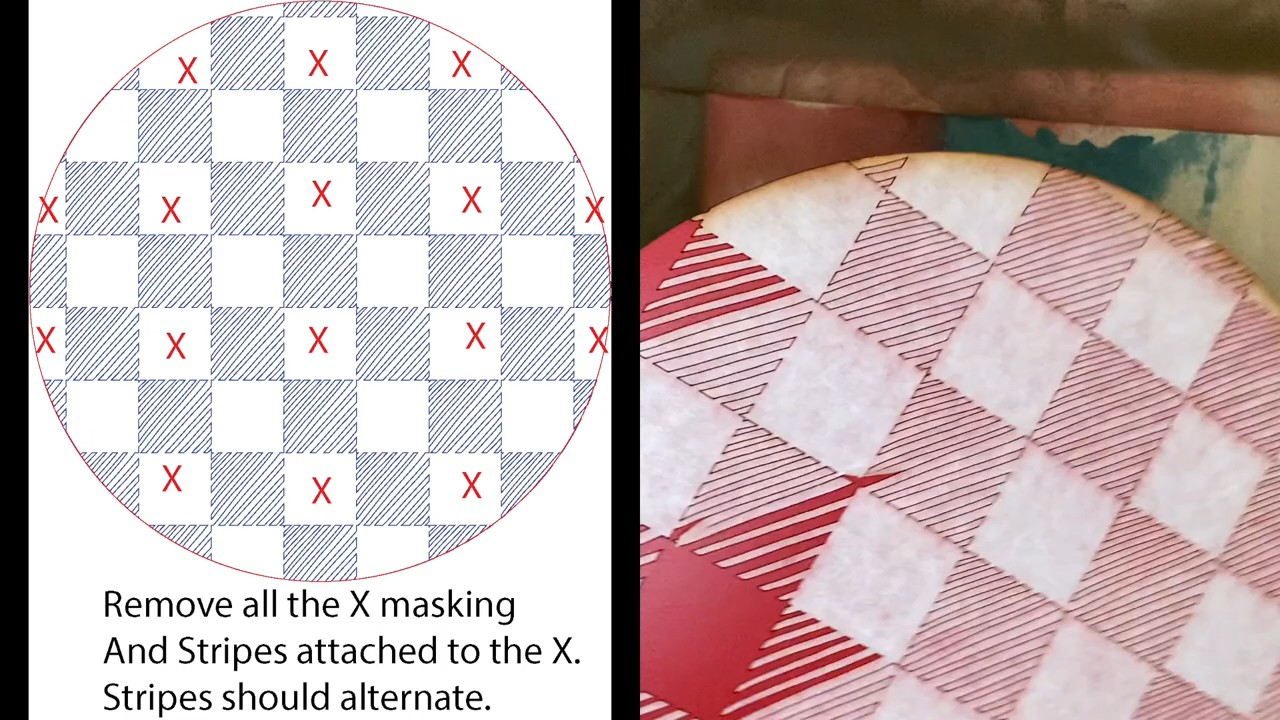 X X X
X X X X X
X X X X X
X X X
Remove all the X masking
And Stripes attached to the X.
Stripes should alternate.